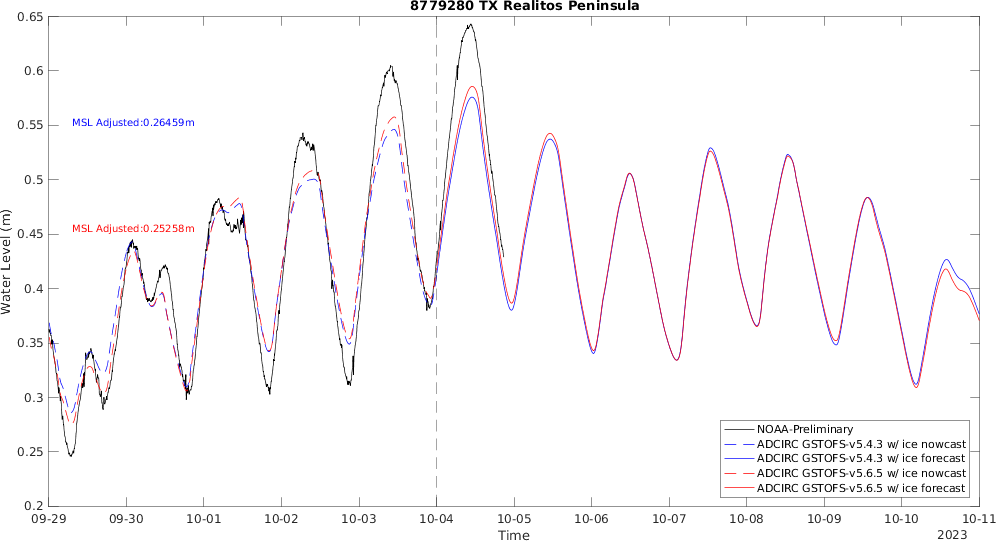 8779280 TX Realitos Peninsula
0.65
0.6
0.55
0.5
0.45
0.4
0.35
0.3
0.25
0.2
Water Level (m)
MSL Adjusted:0.26459m
MSL Adjusted:0.25258m
NOAA-Preliminary
ADCIRC GSTOFS-v5.4.3 w/ ice nowcast
ADCIRC GSTOFS-v5.4.3 w/ ice forecast
ADCIRC GSTOFS-v5.6.5 w/ ice nowcast
ADCIRC GSTOFS-v5.6.5 w/ ice forecast
09-29 09-30 10-01 10-02 10-03 10-04 10-05 10-06 10-07 10-08 10-09 10-10 10-11
Time
2023